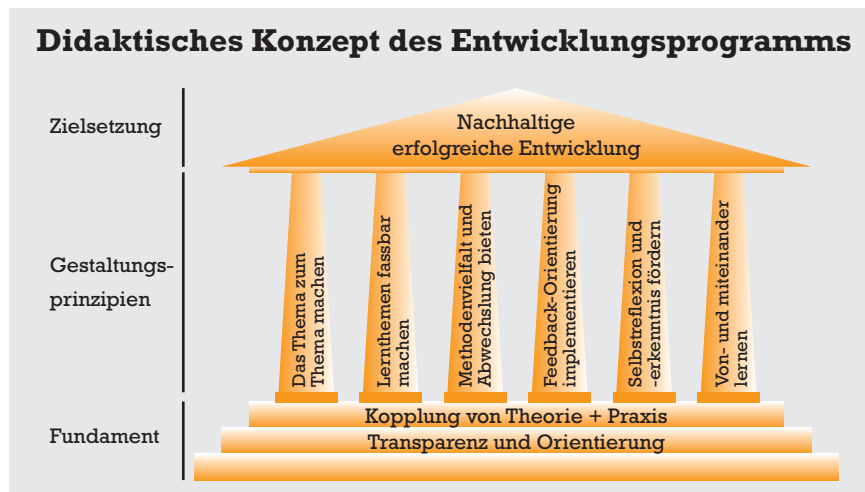 Didaktisches Konzept des Entwicklungsprogramms
Zielsetzung
Nachhaltige
erfolgreiche Entwicklung
Gestaltungs-
prinzipien
Das Thema zum
Thema machen
Lernthemen fassbar
machen
Methodenvielfalt und
Abwechslung bieten
Feedback-Orientierung
implementieren
Selbstreflexion und
-erkenntnis fördern
Von- und miteinander
lernen
Fundament
Kopplung von Theorie + Praxis
Transparenz und Orientierung